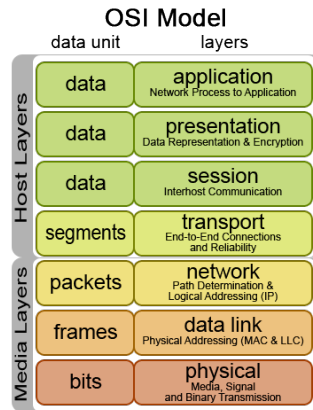 OSI Model
data unit
layers
Host Layers
data
application
Network Process to Application
data
presentation
Data Representation & Encryption
data
session
Interhost Communication
segments
transport
End-to-End Connections
and Reliability
Media Layers
packets
network
Path Determination &
Logical Addressing (IP)
frames
data link
Physical Addressing (MAC & LLC)
bits
physical
Media, Signal
and Binary Transmission